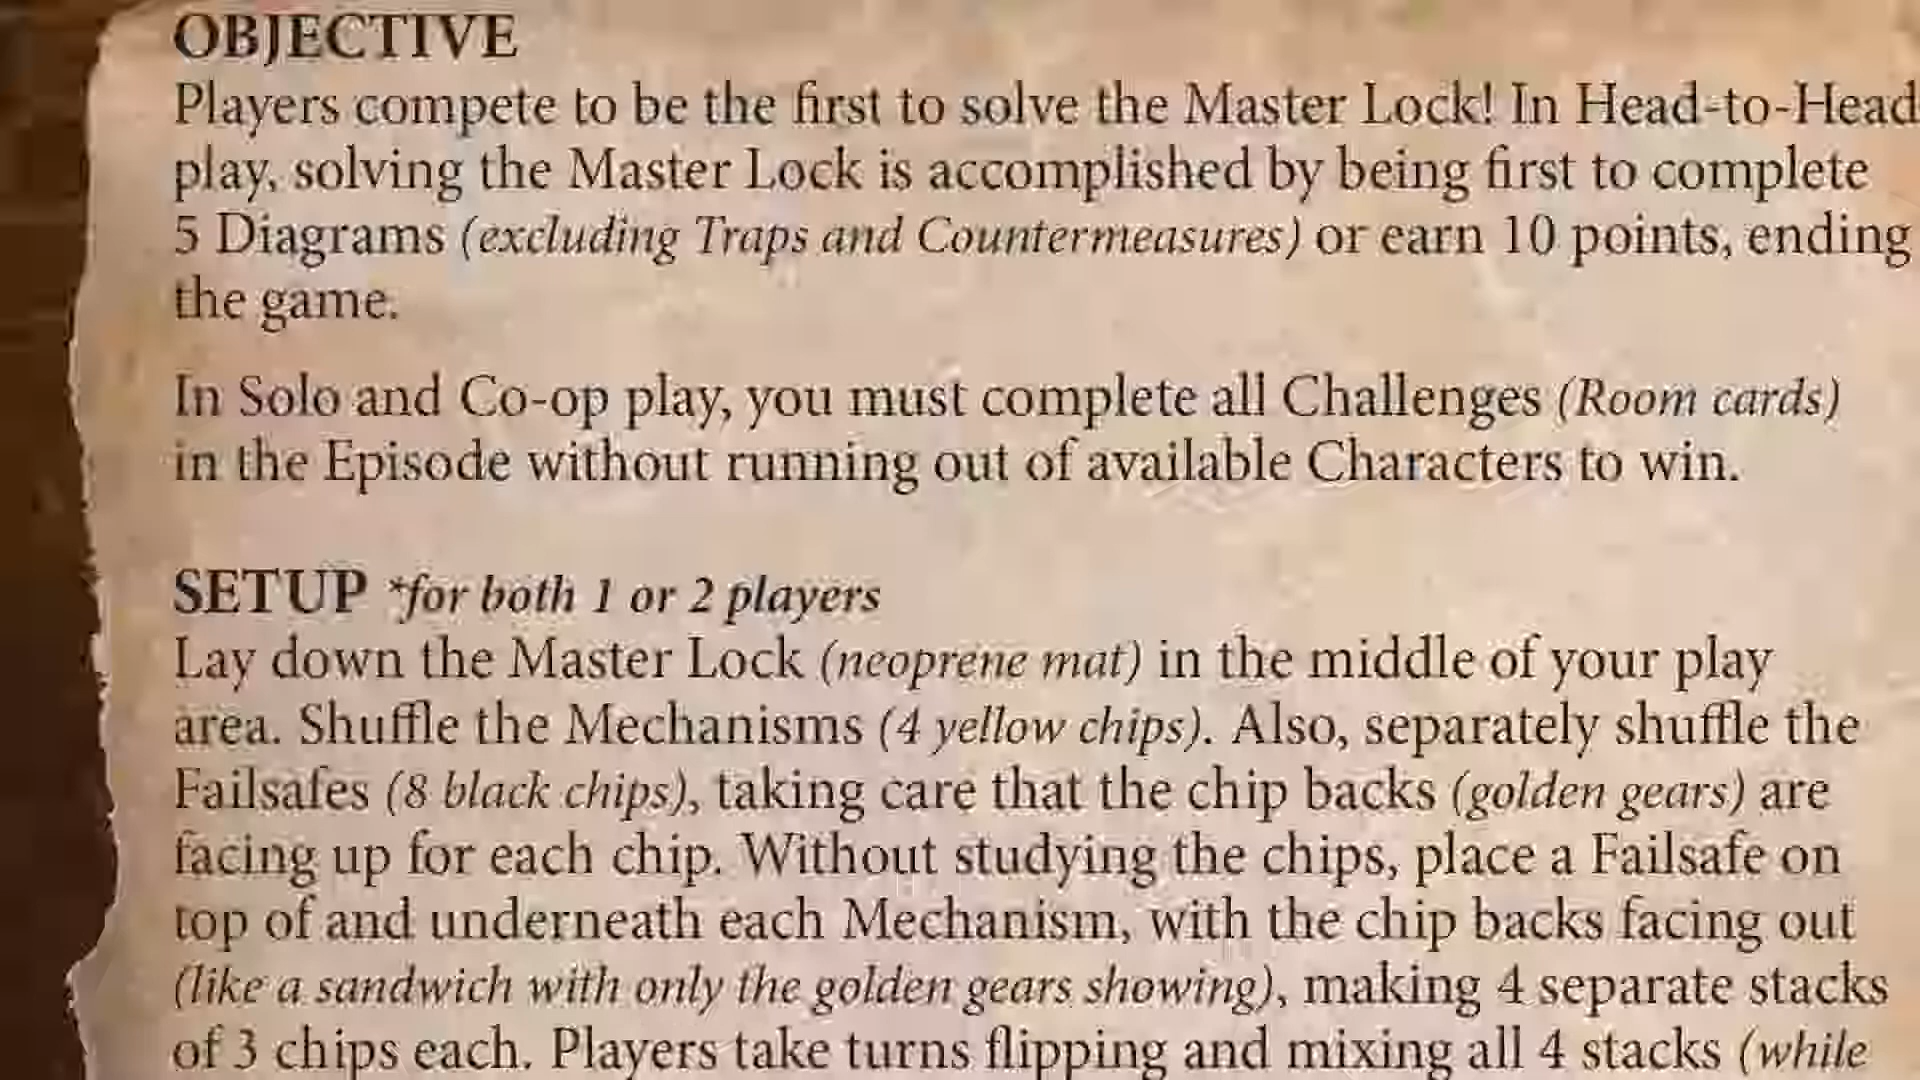 OBJECTIVE
Players compete to be the first to solve the Master Lock! In Head-to-Head
play, solving the Master Lock is accomplished by being first to complete
5 Diagrams (excluding Traps and Countermeasures) or earn 10 points, ending
the game.
In Solo and Co-op play, you must complete all Challenges (Room cards)
in the Episode without running out of available Characters to win.
SETUP *for both 1 or 2 players
Lay down the Master Lock (neoprene mat) in the middle of your play
area. Shuffle the Mechanisms (4 yellow chips). Also, separately shuffle the
Failsafes (8 black chips), taking care that the chip backs (golden gears) are
facing up for each chip. Without studying the chips, place a Failsafe on
top of and underneath each Mechanism, with the chip backs facing out
(like a sandwich with only the golden gears showing), making 4 separate stacks
of 3 chips each. Players take turns flipping and mixing all 4 stacks (while